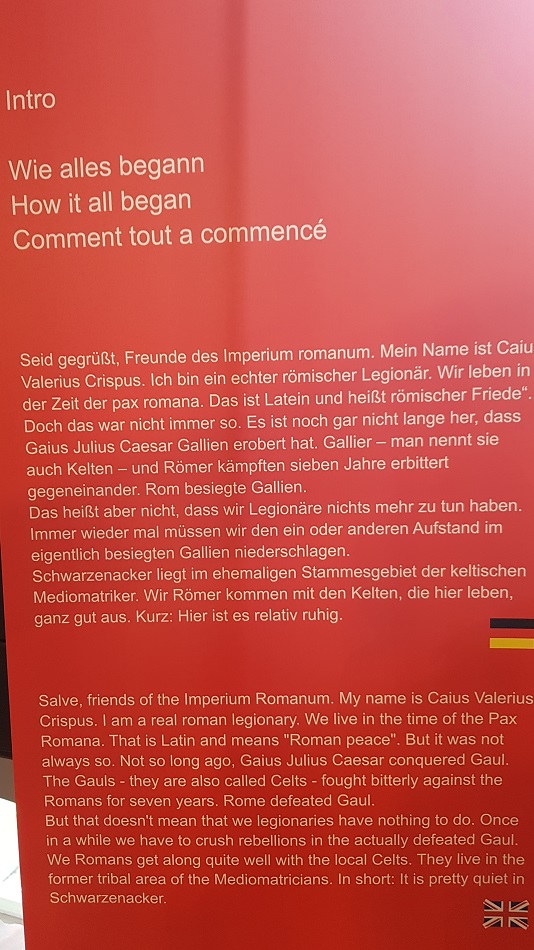 Intro
Wie alles begann
How it all began
Comment tout a commencé
Seid gegrüßt, Freunde des Imperium romanum. Mein Name ist Caiu
Valerius Crispus. Ich bin ein echter römischer Legionär. Wir leben in
der Zeit der pax romana. Das ist Latein und heißt römischer Friede“.
Doch das war nicht immer so. Es ist noch gar nicht lange her, dass
Gaius Julius Caesar Gallien erobert hat. Gallier – man nennt sie
auch Kelten – und Römer kämpften sieben Jahre erbittert
gegeneinander. Rom besiegte Gallien.
Das heißt aber nicht, dass wir Legionäre nichts mehr zu tun haben.
Immer wieder mal müssen wir den ein oder anderen Aufstand im
eigentlich besiegten Gallien niederschlagen.
Schwarzenacker liegt im ehemaligen Stammesgebiet der keltischen
Mediomatriker. Wir Römer kommen mit den Kelten, die hier leben,
ganz gut aus. Kurz: Hier ist es relativ ruhig.
Salve, friends of the Imperium Romanum. My name is Caius Valerius
Crispus. I am a real roman legionary. We live in the time of the Pax
Romana. That is Latin and means "Roman peace". But it was not
always so. Not so long ago, Gaius Julius Caesar conquered Gaul.
The Gauls - they are also called Celts - fought bitterly against the
Romans for seven years. Rome defeated Gaul.
But that doesn't mean that we legionaries have nothing to do. Once
in a while we have to crush rebellions in the actually defeated Gaul.
We Romans get along quite well with the local Celts. They live in the
former tribal area of the Mediomatricians. In short: It is pretty quiet in
Schwarzenacker.